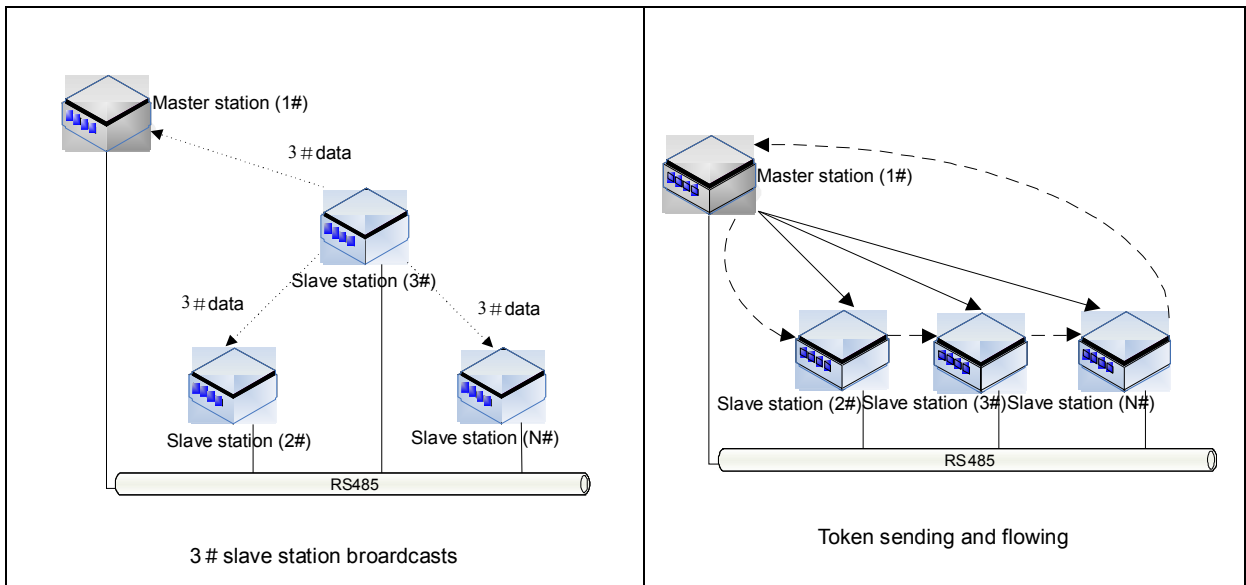 Master station (1#)
3＃data
Slave station (3#)
3＃data
3＃data
Slave station (2#)
Slave station (N#)
RS485
3＃slave station broardcasts
Master station (1#)
Slave station (2#)
Slave station (3#)
Slave station (N#)
RS485
Token sending and flowing